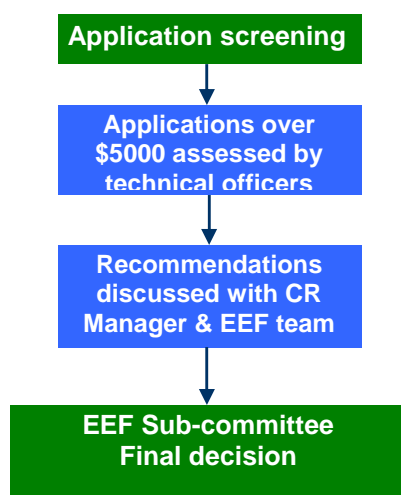 Application screening
Applications over
$5000 assessed by
technical officers
Recommendations
discussed with CR
Manager & EEF team
EEF Sub-committee
Final decision